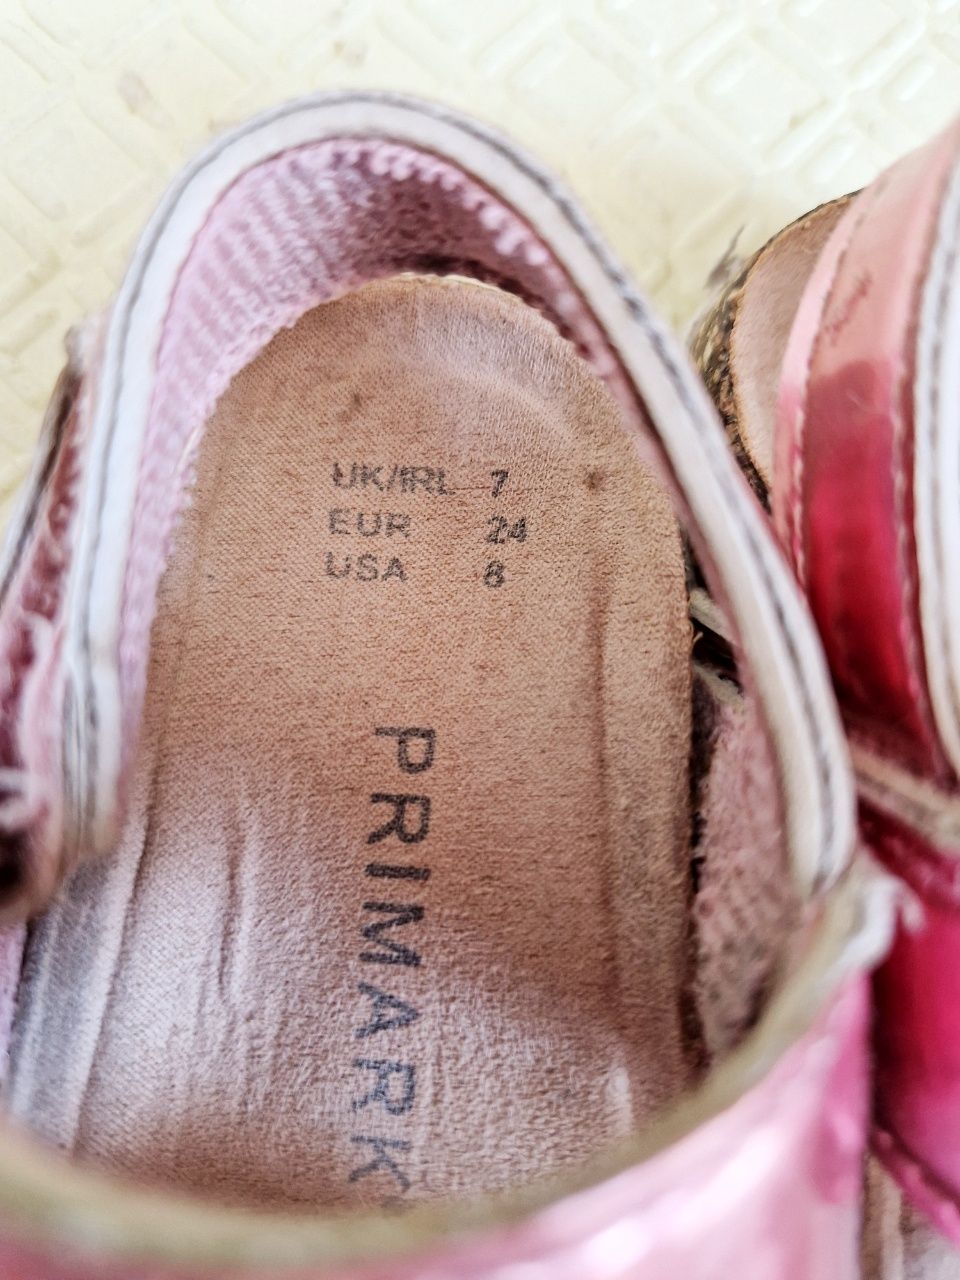 UK/IRL 7
EUR 24
USA 8
PRIMARK